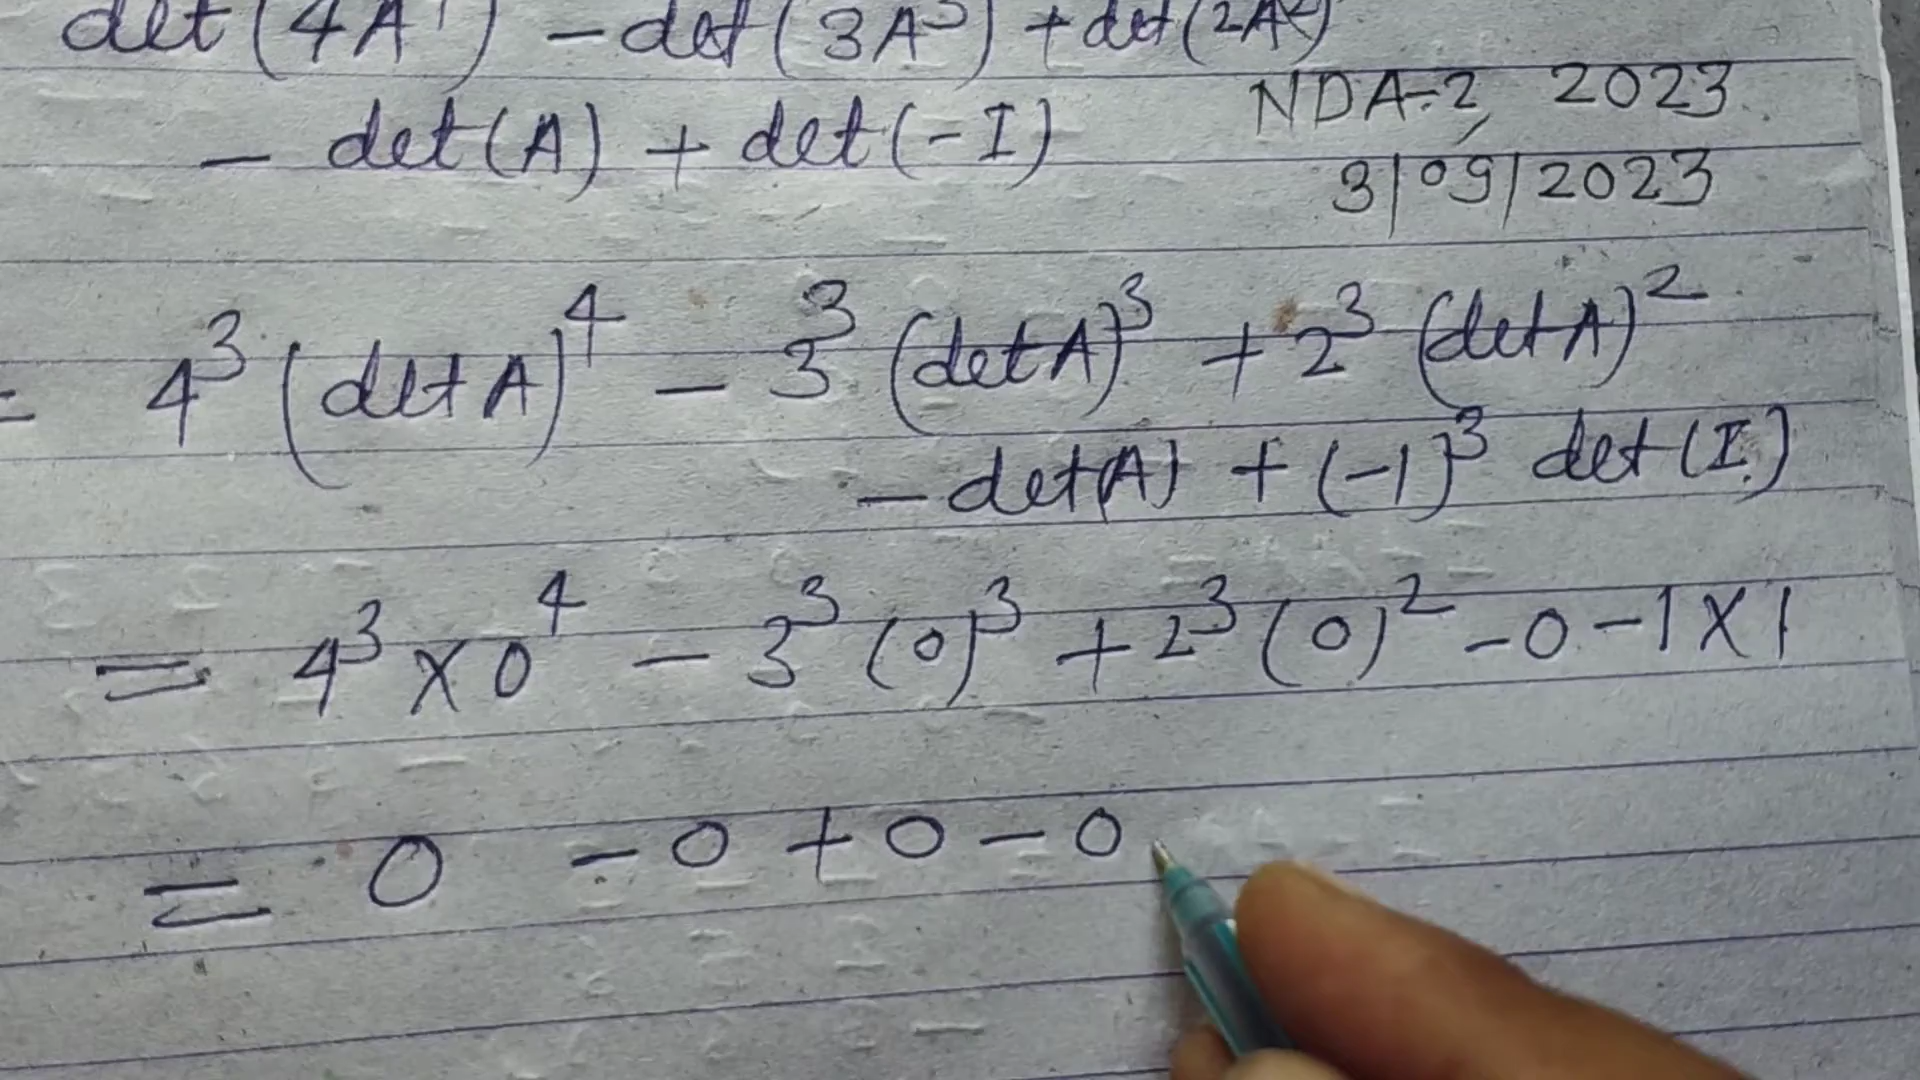 det(4A⁴) - det(3A³) + det(2A²)
- det(A) + det(-I)
NDA-2, 2023
3/09/2023
= 4³(det A)⁴ - 3³(det A)³ + 2³(det A)²
- det(A) + (-1)³ det(I)
= 4³ × 0⁴ - 3³(0)³ + 2³(0)² - 0 - 1 × 1
= 0 - 0 + 0 - 0